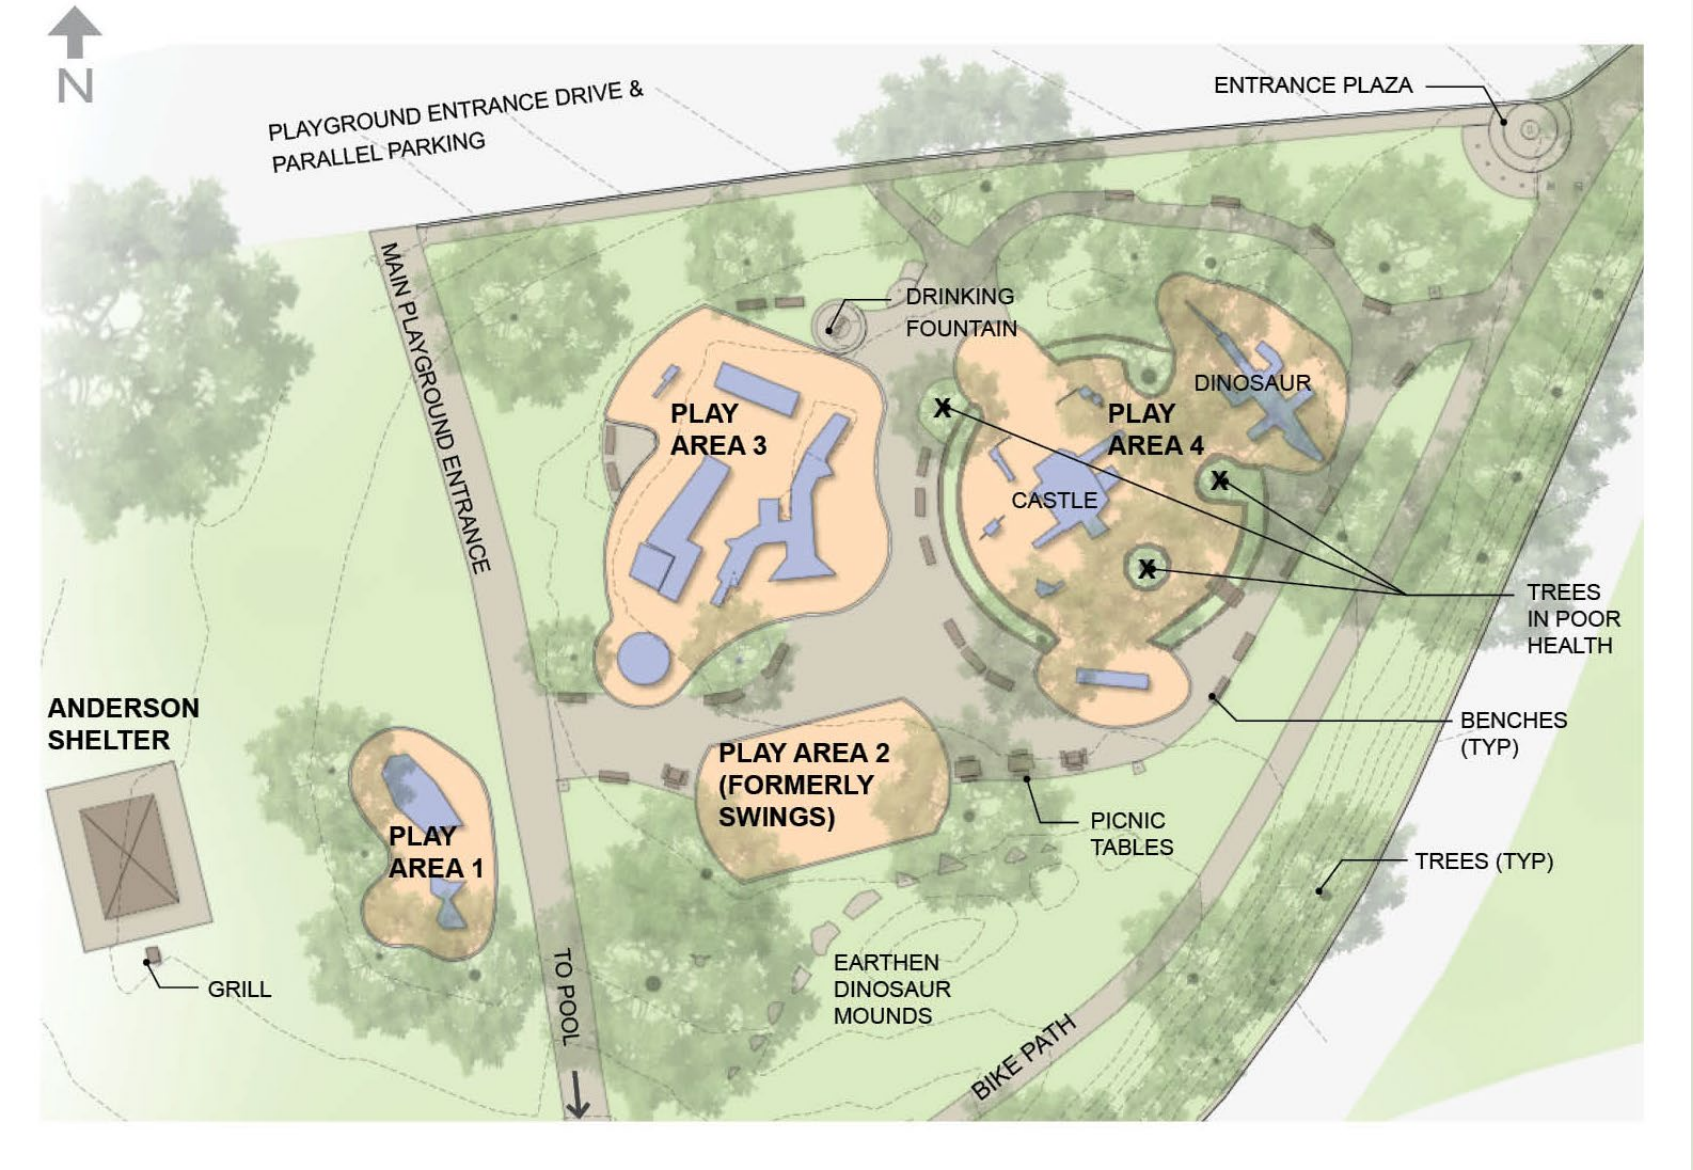 N
PLAYGROUND ENTRANCE DRIVE &
PARALLEL PARKING
ENTRANCE PLAZA
MAIN PLAYGROUND ENTRANCE
DRINKING
FOUNTAIN
DINOSAUR
PLAY
AREA 3
PLAY
AREA 4
X
X
CASTLE
X
TREES
IN POOR
HEALTH
ANDERSON
SHELTER
BENCHES
(TYP)
PLAY AREA 2
(FORMERLY
SWINGS)
PLAY
AREA 1
PICNIC
TABLES
TREES (TYP)
GRILL
TO POOL
EARTHEN
DINOSAUR
MOUNDS
BIKE PATH